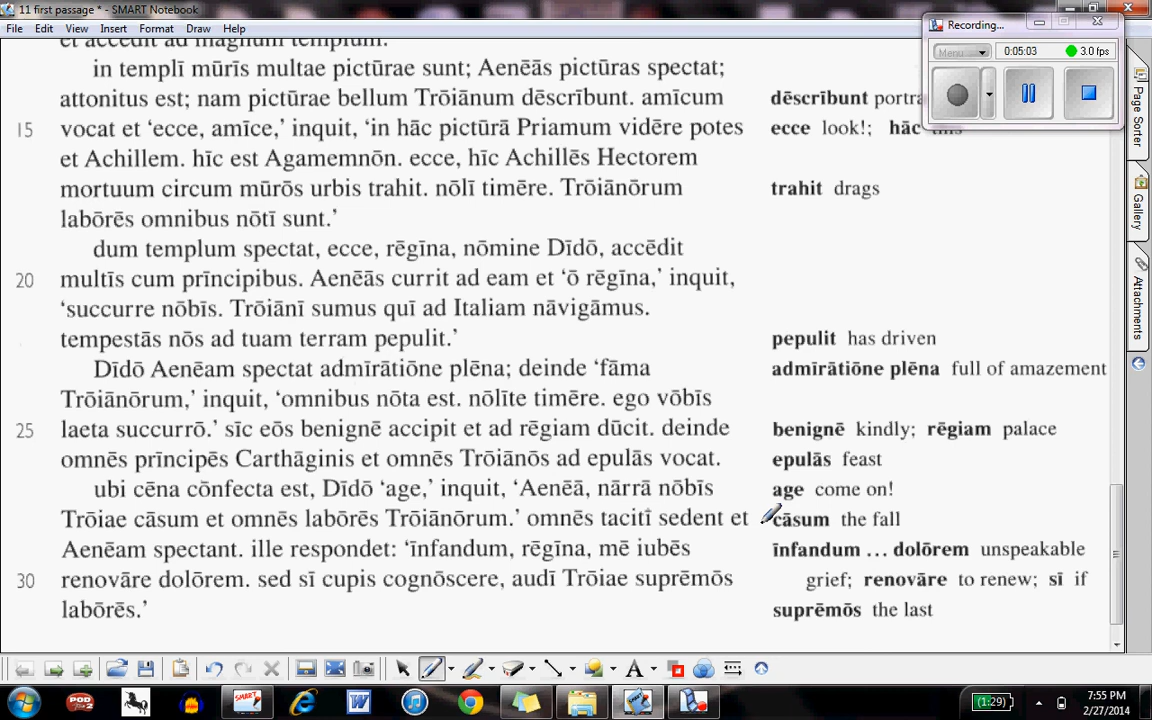 11 first passage * - SMART Notebook
File Edit View Insert Format Draw Help
Recording...
Menu 0:05:03 3.0 fps
et accēdit ad magnum templum.
in templī mūrīs multae pictūrae sunt; Aenēās pictūras spectat;
attonitus est; nam pictūrae bellum Trōiānum dēscrībunt. amīcum
dēscrībunt
15 vocat et ‘ecce, amīce,’ inquit, ‘in hāc pictūrā Priamum vidēre potes
ecce look!; hāc this
et Achillem. hīc est Agamemnōn. ecce, hīc Achillēs Hectorem
mortuum circum mūrōs urbis trahit. nōlī timēre. Trōiānōrum
trahit drags
labōrēs omnibus nōtī sunt.’
dum templum spectat, ecce, rēgīna, nōmine Dīdō, accēdit
20 multīs cum prīncipibus. Aenēās currit ad eam et ‘ō rēgīna,’ inquit,
‘succurre nōbīs. Trōiānī sumus quī ad Italiam nāvigāmus.
tempestās nōs ad tuam terram pepulit.’
pepulit has driven
Dīdō Aenēam spectat admīrātiōne plēna; deinde ‘fāma
admīrātiōne plēna full of amazement
Trōiānōrum,’ inquit, ‘omnibus nōta est. nōlīte timēre. ego vōbīs
25 laeta succurrō.’ sīc eōs benignē accipit et ad rēgiam dūcit. deinde
benignē kindly; rēgiam palace
omnēs prīncipēs Carthāginis et omnēs Trōiānōs ad epulās vocat.
epulās feast
ubi cēna cōnfecta est, Dīdō ‘age,’ inquit, ‘Aenēā, nārrā nōbīs
age come on!
Trōiae cāsum et omnēs labōrēs Trōiānōrum.’ omnēs tacitī sedent et
cāsum the fall
Aenēam spectant. ille respondet: ‘īnfandum, rēgīna, mē iubēs
īnfandum ... dolōrem unspeakable
30 renovāre dolōrem. sed sī cupis cognōscere, audī Trōiae suprēmōs
grief; renovāre to renew; sī if
labōrēs.’
suprēmōs the last
Page Sorter
Gallery
Attachments
(1:29)
7:55 PM
2/27/2014